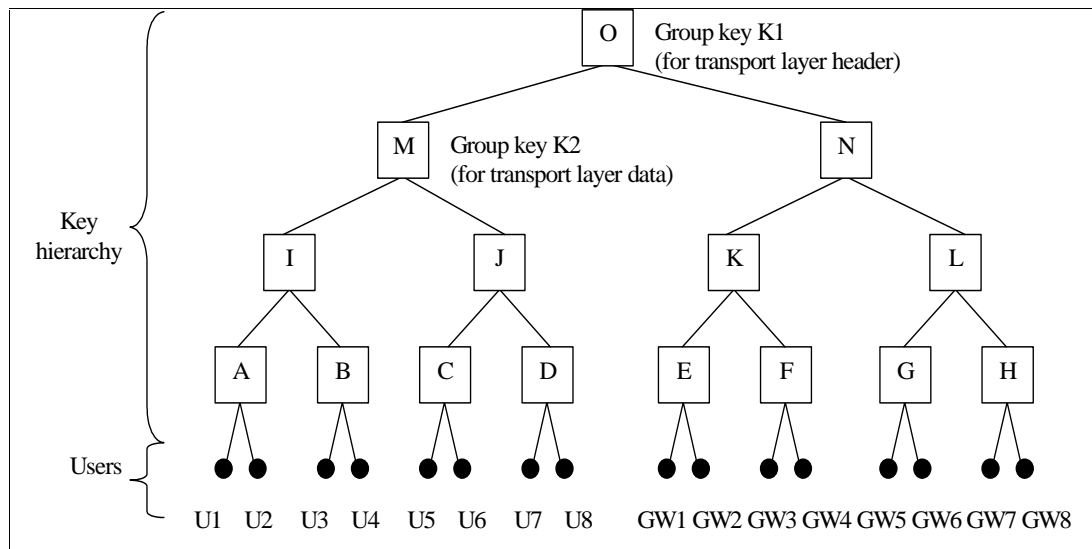 O
Group key K1
(for transport layer header)
M
Group key K2
(for transport layer data)
N
Key
hierarchy
I
J
K
L
A
B
C
D
E
F
G
H
Users
U1 U2 U3 U4 U5 U6 U7 U8 GW1 GW2 GW3 GW4 GW5 GW6 GW7 GW8